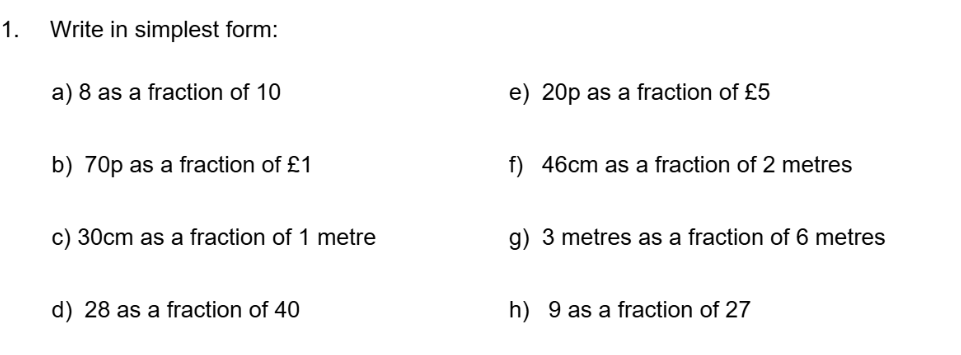 1. Write in simplest form:
a) 8 as a fraction of 10
b) 70p as a fraction of £1
c) 30cm as a fraction of 1 metre
d) 28 as a fraction of 40
e) 20p as a fraction of £5
f) 46cm as a fraction of 2 metres
g) 3 metres as a fraction of 6 metres
h) 9 as a fraction of 27